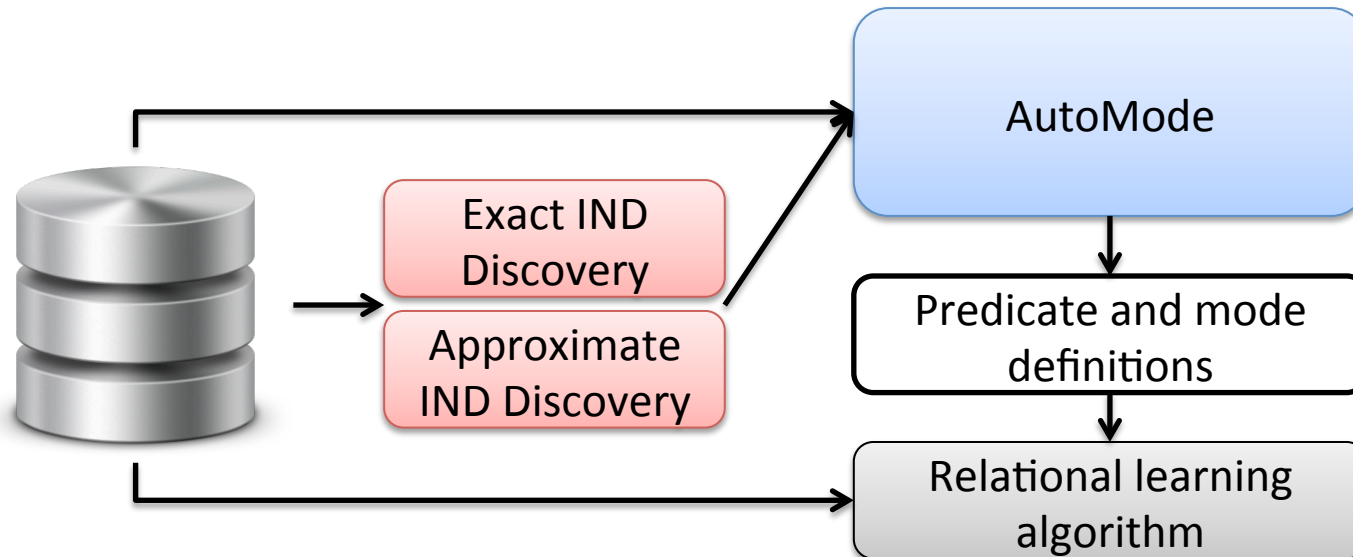 AutoMode
Exact IND
Discovery
Approximate
IND Discovery
Predicate and mode
definitions
Relational learning
algorithm